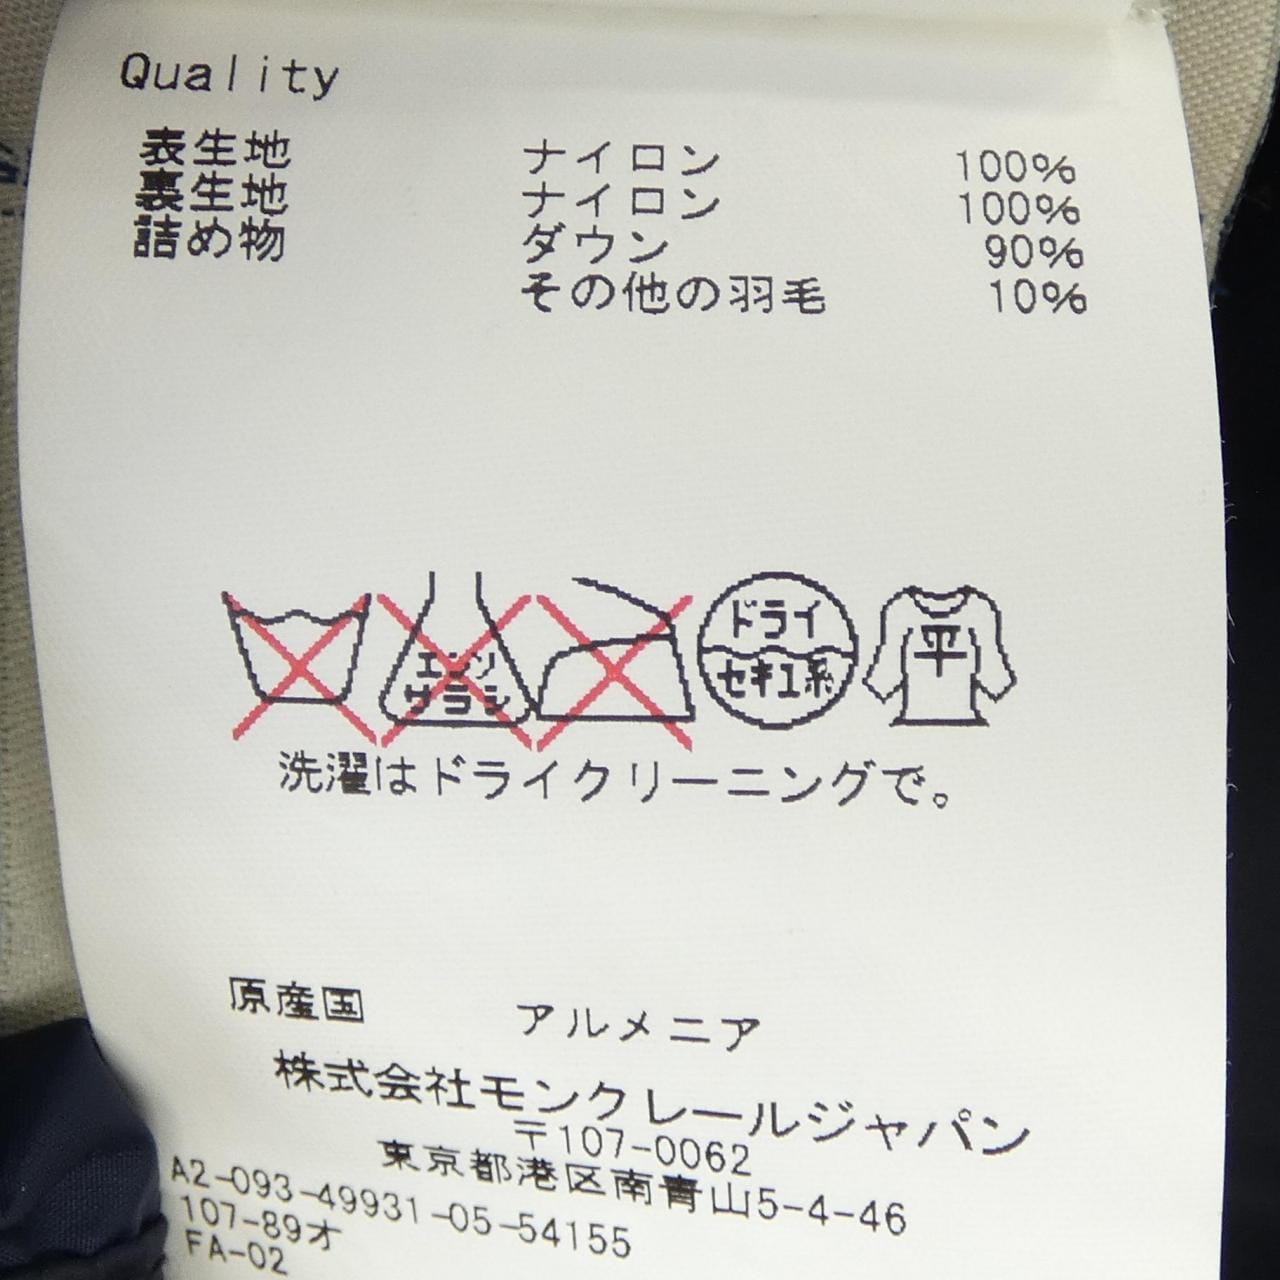 Quality
表生地 ナイロン 100%
裏生地 ナイロン 100%
詰め物 ダウン 90%
その他の羽毛 10%
エンソ サラシ
ドライ セキユ系
平
洗濯はドライクリーニングで。
原産国 アルメニア
株式会社モンクレールジャパン
〒107-0062
東京都港区南青山5-4-46
A2-093-49931-05-54155
107-89オ
FA-02